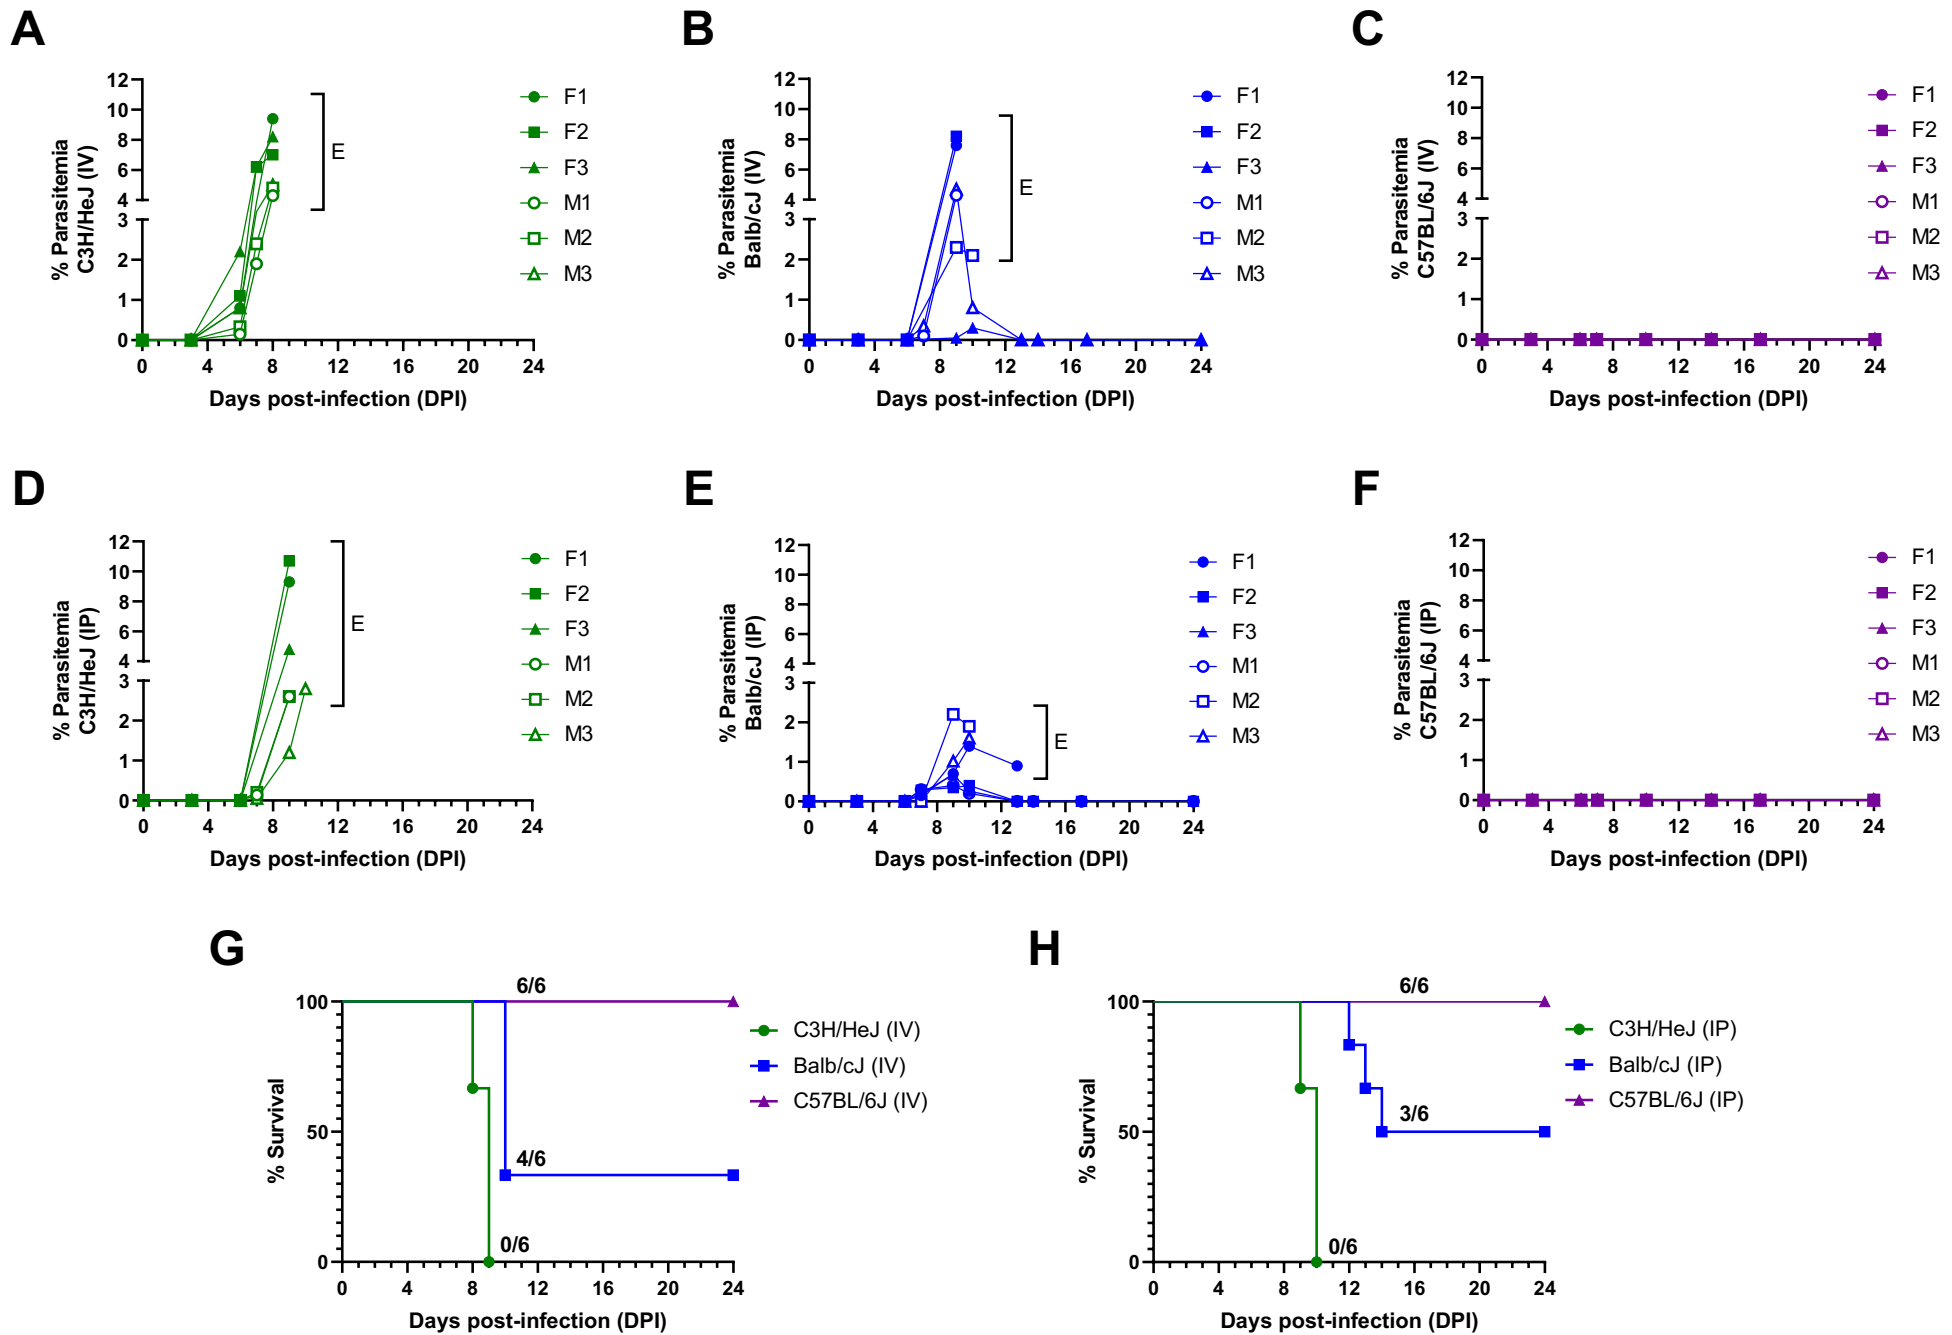 A
B
C
% Parasitemia
C3H/HeJ (IV)
12
10
8
6
4
3
2
1
0
0 4 8 12 16 20 24
Days post-infection (DPI)
E
F1
F2
F3
M1
M2
M3
% Parasitemia
Balb/cJ (IV)
12
10
8
6
4
3
2
1
0
0 4 8 12 16 20 24
Days post-infection (DPI)
E
F1
F2
F3
M1
M2
M3
% Parasitemia
C57BL/6J (IV)
12
10
8
6
4
3
2
1
0
0 4 8 12 16 20 24
Days post-infection (DPI)
F1
F2
F3
M1
M2
M3
D
E
F
% Parasitemia
C3H/HeJ (IP)
12
10
8
6
4
3
2
1
0
0 4 8 12 16 20 24
Days post-infection (DPI)
E
F1
F2
F3
M1
M2
M3
% Parasitemia
Balb/cJ (IP)
12
10
8
6
4
3
2
1
0
0 4 8 12 16 20 24
Days post-infection (DPI)
E
F1
F2
F3
M1
M2
M3
% Parasitemia
C57BL/6J (IP)
12
10
8
6
4
3
2
1
0
0 4 8 12 16 20 24
Days post-infection (DPI)
F1
F2
F3
M1
M2
M3
G
H
% Survival
100
50
0
0 4 8 12 16 20 24
Days post-infection (DPI)
6/6
4/6
0/6
C3H/HeJ (IV)
Balb/cJ (IV)
C57BL/6J (IV)
% Survival
100
50
0
0 4 8 12 16 20 24
Days post-infection (DPI)
6/6
3/6
0/6
C3H/HeJ (IP)
Balb/cJ (IP)
C57BL/6J (IP)